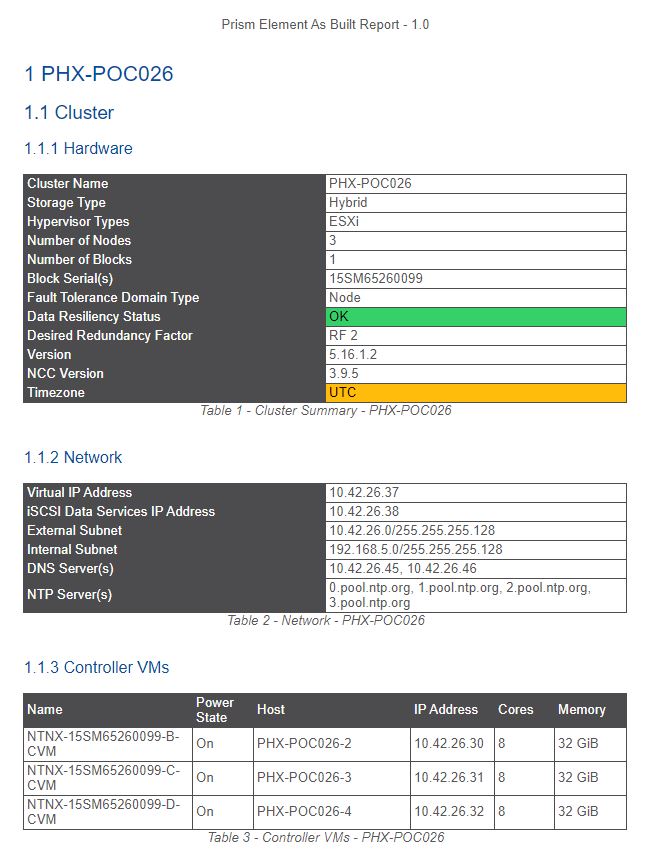 Prism Element As Built Report - 1.0
1 PHX-POC026
1.1 Cluster
1.1.1 Hardware
Cluster Name PHX-POC026
Storage Type Hybrid
Hypervisor Types ESXi
Number of Nodes 3
Number of Blocks 1
Block Serial(s) 15SM65260099
Fault Tolerance Domain Type Node
Data Resiliency Status OK
Desired Redundancy Factor RF 2
Version 5.16.1.2
NCC Version 3.9.5
Timezone UTC
Table 1 - Cluster Summary - PHX-POC026
1.1.2 Network
Virtual IP Address 10.42.26.37
iSCSI Data Services IP Address 10.42.26.38
External Subnet 10.42.26.0/255.255.255.128
Internal Subnet 192.168.5.0/255.255.255.128
DNS Server(s) 10.42.26.45, 10.42.26.46
NTP Server(s) 0.pool.ntp.org, 1.pool.ntp.org, 2.pool.ntp.org,
3.pool.ntp.org
Table 2 - Network - PHX-POC026
1.1.3 Controller VMs
Name Power State Host IP Address Cores Memory
NTNX-15SM65260099-B-
CVM On PHX-POC026-2 10.42.26.30 8 32 GiB
NTNX-15SM65260099-C-
CVM On PHX-POC026-3 10.42.26.31 8 32 GiB
NTNX-15SM65260099-D-
CVM On PHX-POC026-4 10.42.26.32 8 32 GiB
Table 3 - Controller VMs - PHX-POC026